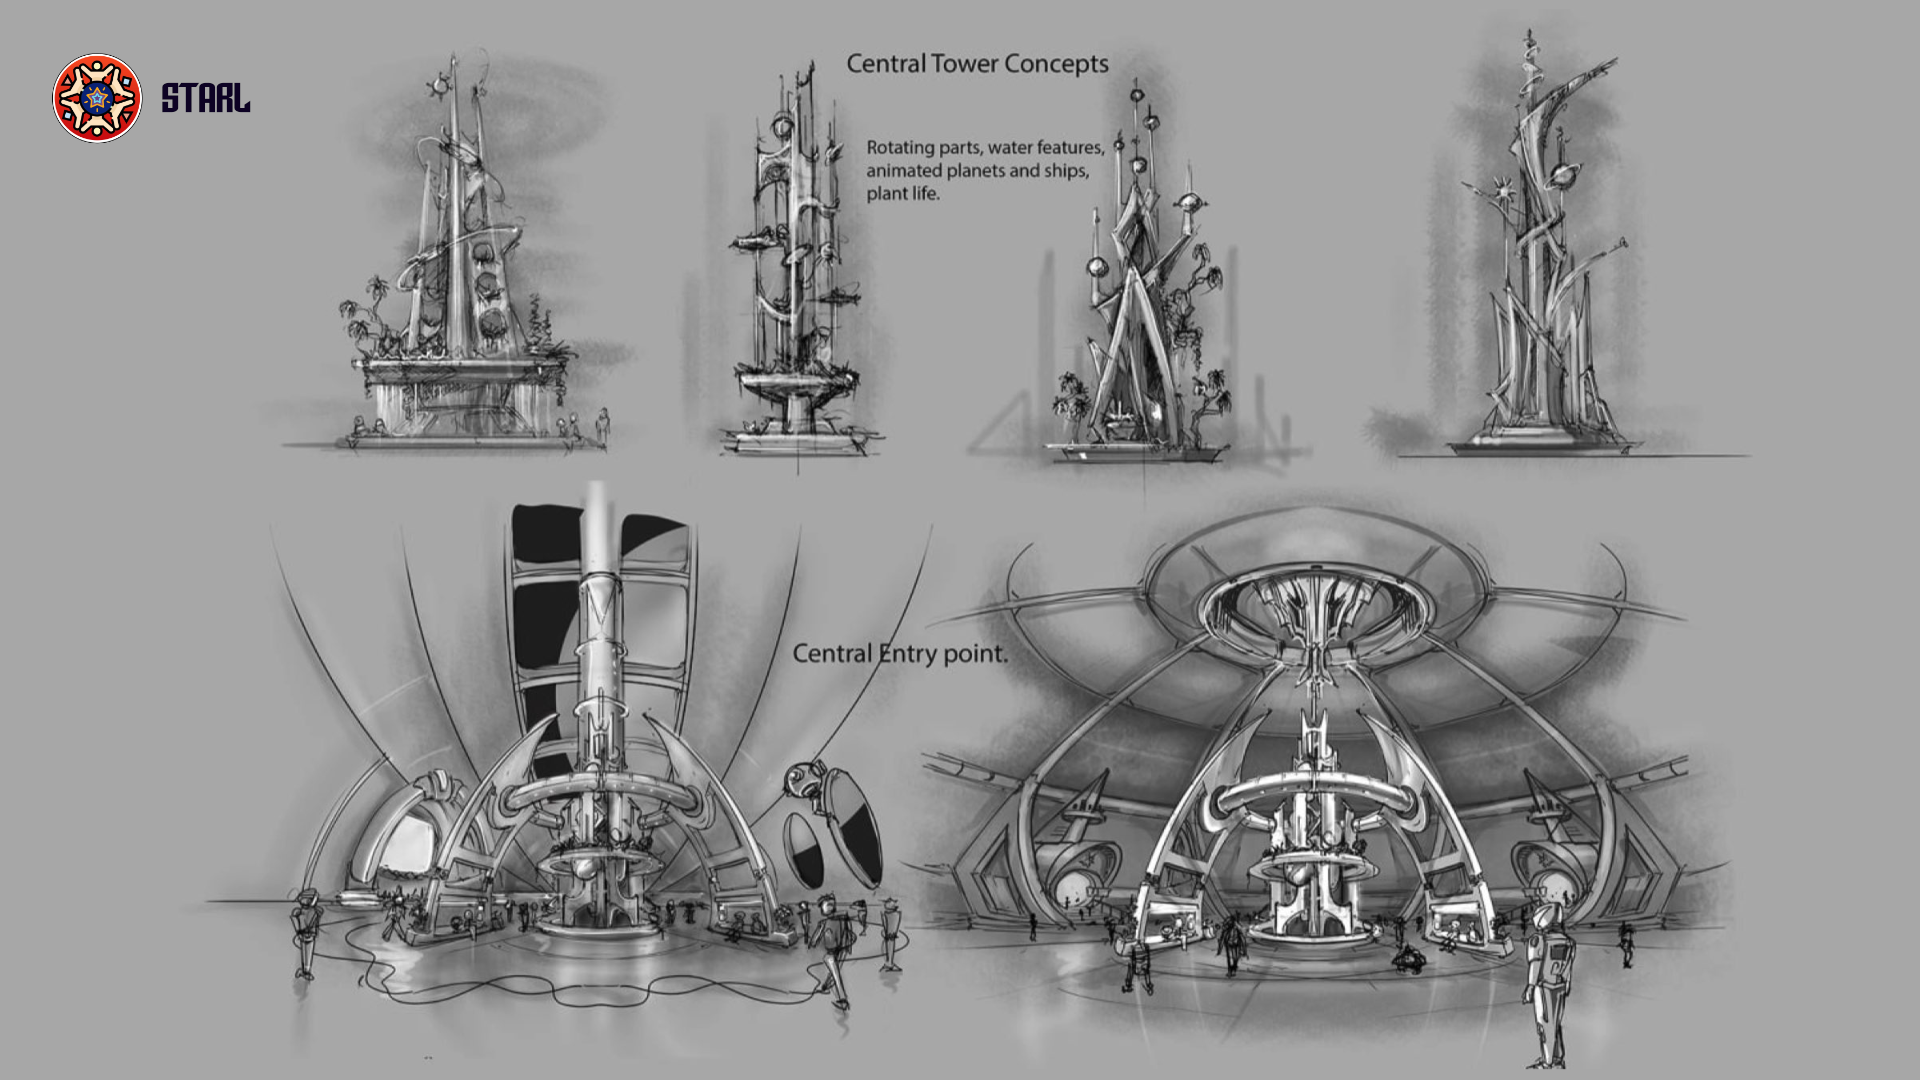 STARL
Central Tower Concepts
Rotating parts, water features,
animated planets and ships,
plant life.
Central Entry point.